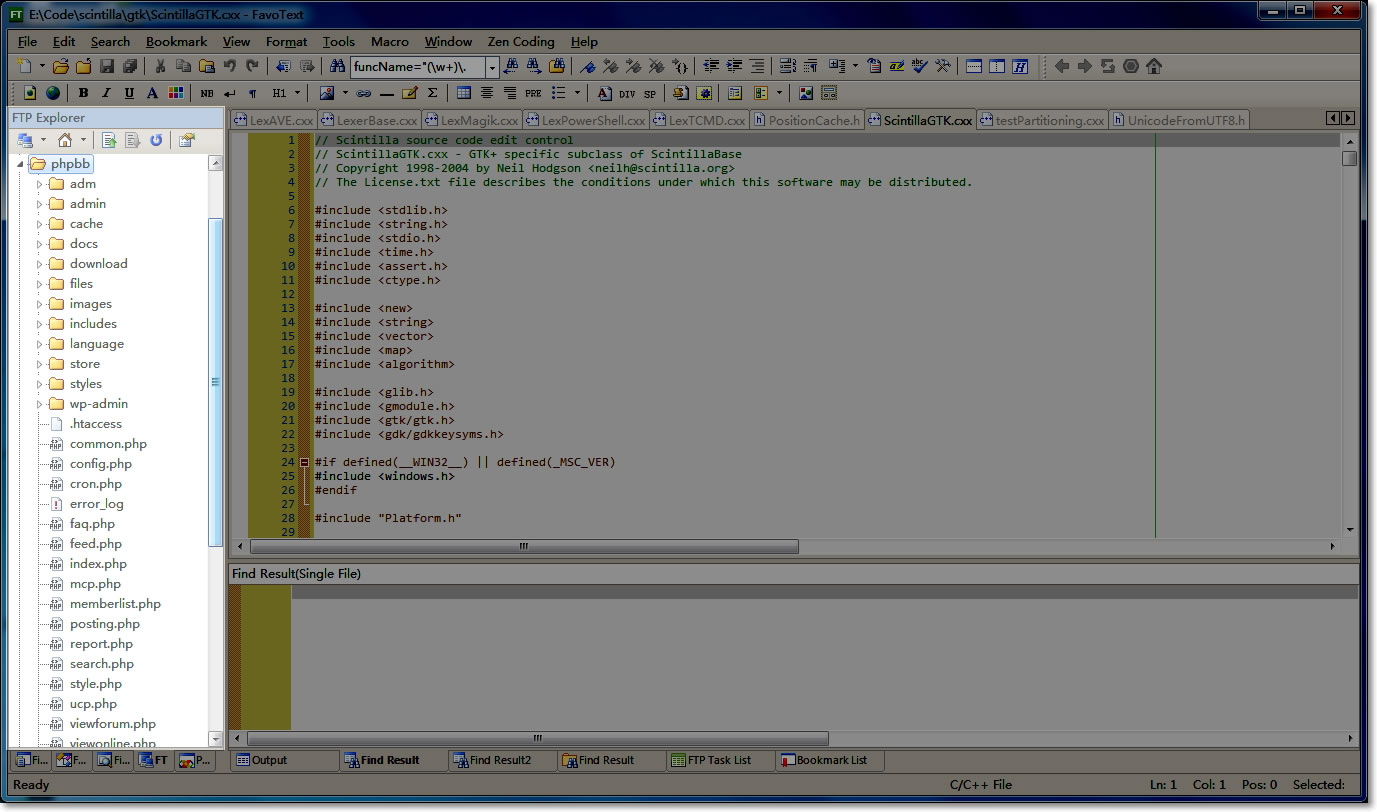 E:\Code\scintilla\gtk\ScintillaGTK.cxx - FavoText
File Edit Search Bookmark View Format Tools Macro Window Zen Coding Help
funcName="(\w+)\.
B I U A NB H1 Σ PRE DIV SP
FTP Explorer
phpbb
adm
admin
cache
docs
download
files
images
includes
language
store
styles
wp-admin
.htaccess
common.php
config.php
cron.php
error_log
faq.php
feed.php
index.php
mcp.php
memberlist.php
posting.php
report.php
search.php
style.php
ucp.php
viewforum.php
viewonline.php
Fi... F... Fi... FT P...
LexAVE.cxx LexerBase.cxx LexMagik.cxx LexPowerShell.cxx LexTCMD.cxx PositionCache.h ScintillaGTK.cxx testPartitioning.cxx UnicodeFromUTF8.h
1 // Scintilla source code edit control
2 // ScintillaGTK.cxx - GTK+ specific subclass of ScintillaBase
3 // Copyright 1998-2004 by Neil Hodgson <neilh@scintilla.org>
4 // The License.txt file describes the conditions under which this software may be distributed.
5
6 #include <stdlib.h>
7 #include <string.h>
8 #include <stdio.h>
9 #include <time.h>
10 #include <assert.h>
11 #include <ctype.h>
12
13 #include <new>
14 #include <string>
15 #include <vector>
16 #include <map>
17 #include <algorithm>
18
19 #include <glib.h>
20 #include <gmodule.h>
21 #include <gtk/gtk.h>
22 #include <gdk/gdkkeysyms.h>
23
24 #if defined(__WIN32__) || defined(_MSC_VER)
25 #include <windows.h>
26 #endif
27
28 #include "Platform.h"
29
Find Result(Single File)
Output Find Result Find Result2 Find Result FTP Task List Bookmark List
Ready C/C++ File Ln: 1 Col: 1 Pos: 0 Selected: